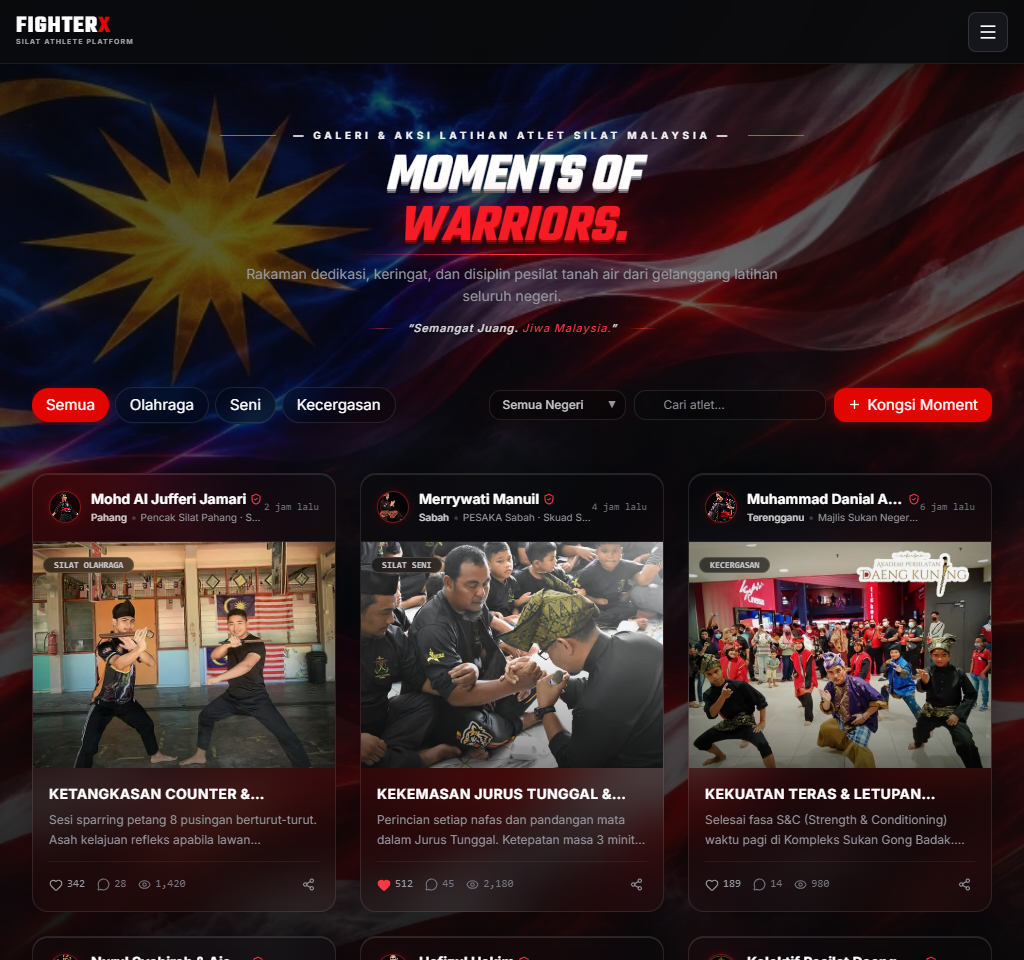 FIGHTERX
SILAT ATHLETE PLATFORM
— GALERI & AKSI LATIHAN ATLET SILAT MALAYSIA —
MOMENTS OF
WARRIORS.
Rakaman dedikasi, keringat, dan disiplin pesilat tanah air dari gelanggang latihan
seluruh negeri.
"Semangat Juang. Jiwa Malaysia."
Semua
Olahraga
Seni
Kecergasan
Semua Negeri ▼
Cari atlet...
+ Kongsi Moment
Mohd Al Jufferi Jamari
2 jam lalu
Pahang • Pencak Silat Pahang · S...
SILAT OLAHRAGA
KETANGKASAN COUNTER &...
Sesi sparring petang 8 pusingan berturut-turut.
Asah kelajuan refleks apabila lawan...
342 28 1,420
Merrywati Manuil
4 jam lalu
Sabah • PESAKA Sabah · Skuad S...
SILAT SENI
KEKEMASAN JURUS TUNGGAL &...
Perincian setiap nafas dan pandangan mata
dalam Jurus Tunggal. Ketepatan masa 3 minit...
512 45 2,180
Muhammad Danial A...
6 jam lalu
Terengganu • Majlis Sukan Neger...
KECERGASAN
AKADEMI PERSILATAN
DAENG KUNING
KEKUATAN TERAS & LETUPAN...
Selesai fasa S&C (Strength & Conditioning)
waktu pagi di Kompleks Sukan Gong Badak....
189 14 980